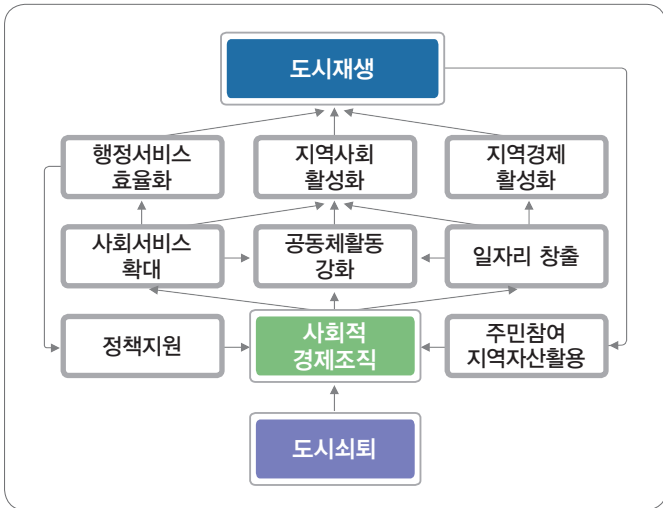 도시재생
행정서비스
효율화
지역사회
활성화
지역경제
활성화
사회서비스
확대
공동체활동
강화
일자리 창출
정책지원
사회적
경제조직
주민참여
지역자산활용
도시쇠퇴